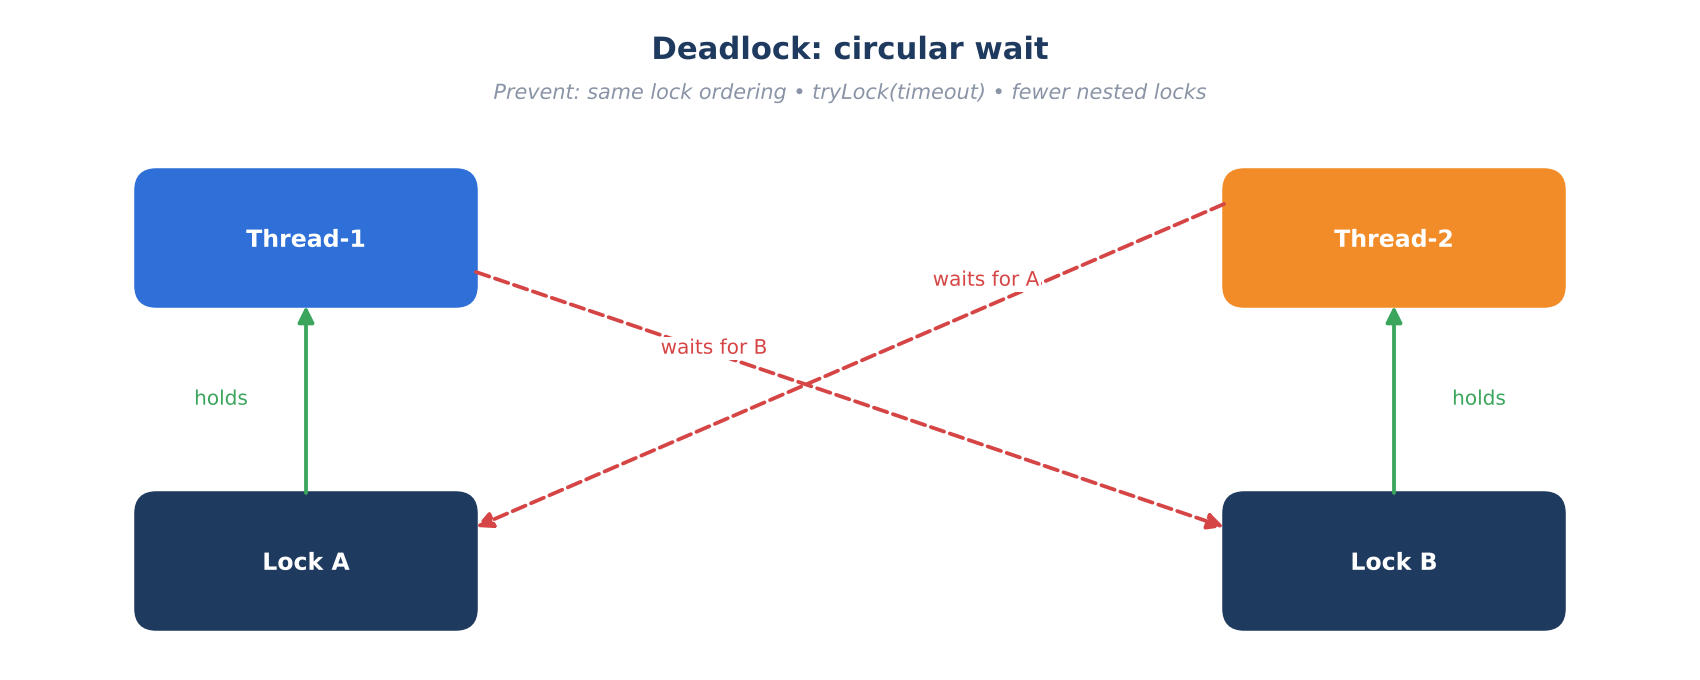 Deadlock: circular wait
Prevent: same lock ordering • tryLock(timeout) • fewer nested locks
Thread-1
Thread-2
waits for A
waits for B
holds
holds
Lock A
Lock B